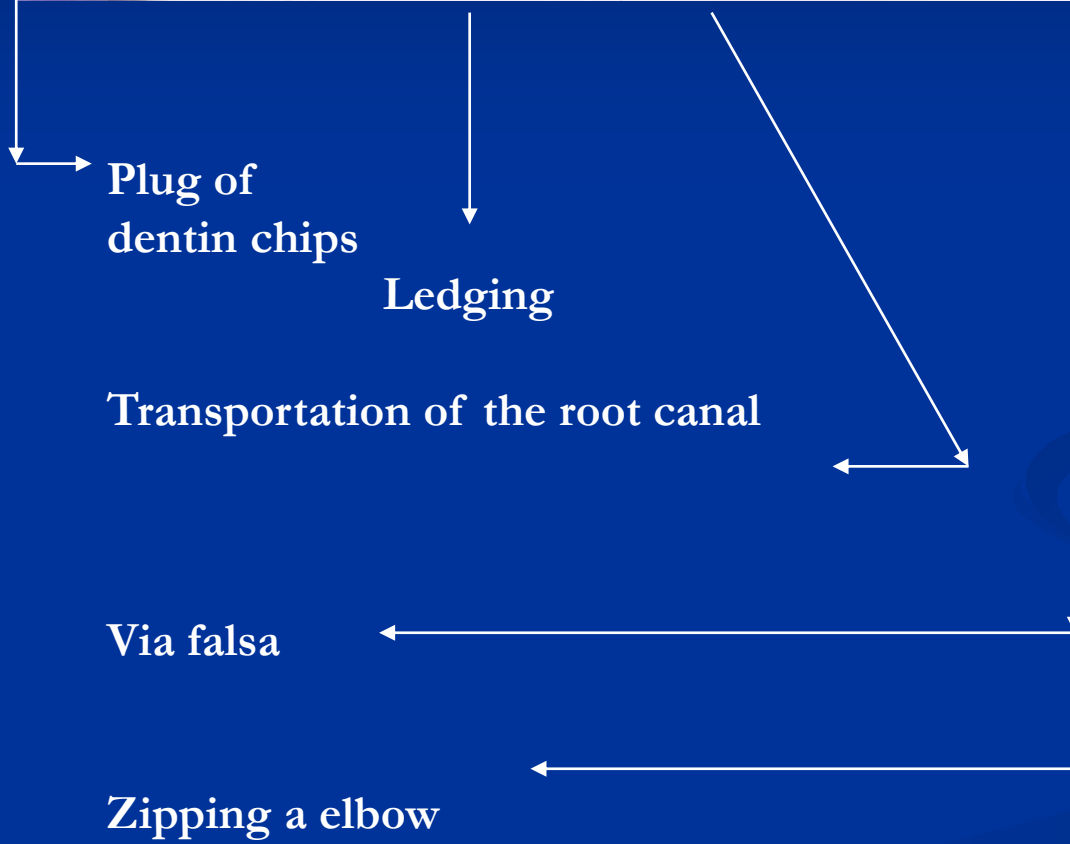 Plug of
dentin chips
Ledging
Transportation of the root canal
Via falsa
Zipping a elbow